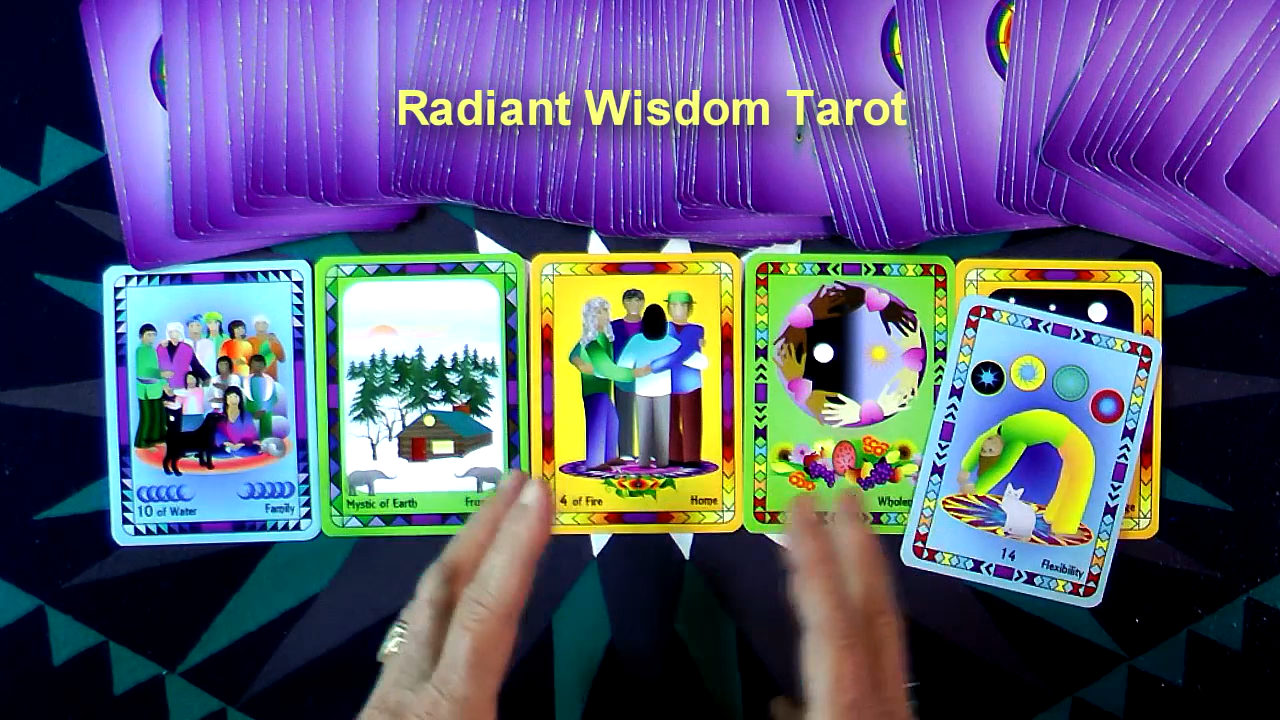 Radiant Wisdom Tarot
10 of Water
Family
Mystic of Earth
4 of Fire
Home
14
Flexibility